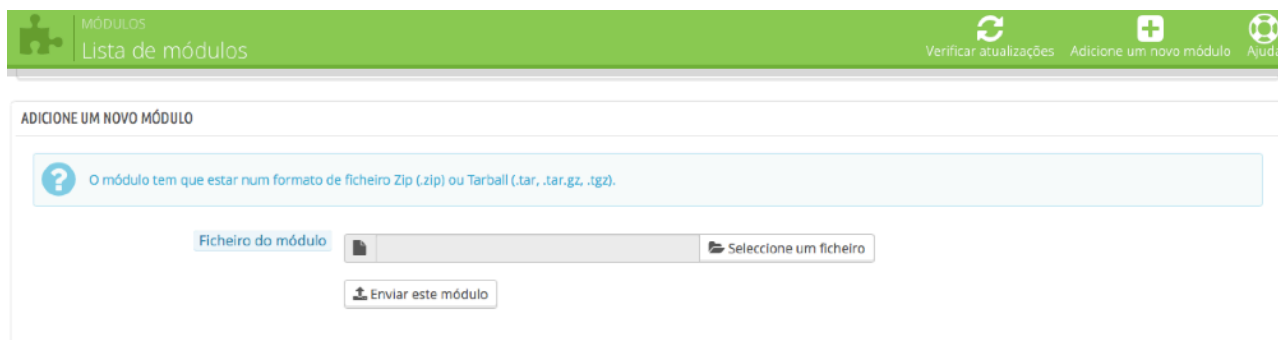 MÓDULOS
Lista de módulos
Verificar atualizações
Adicione um novo módulo
Ajuda
ADICIONE UM NOVO MÓDULO
O módulo tem que estar num formato de ficheiro Zip (.zip) ou Tarball (.tar, .tar.gz, .tgz).
Ficheiro do módulo
Seleccione um ficheiro
Enviar este módulo